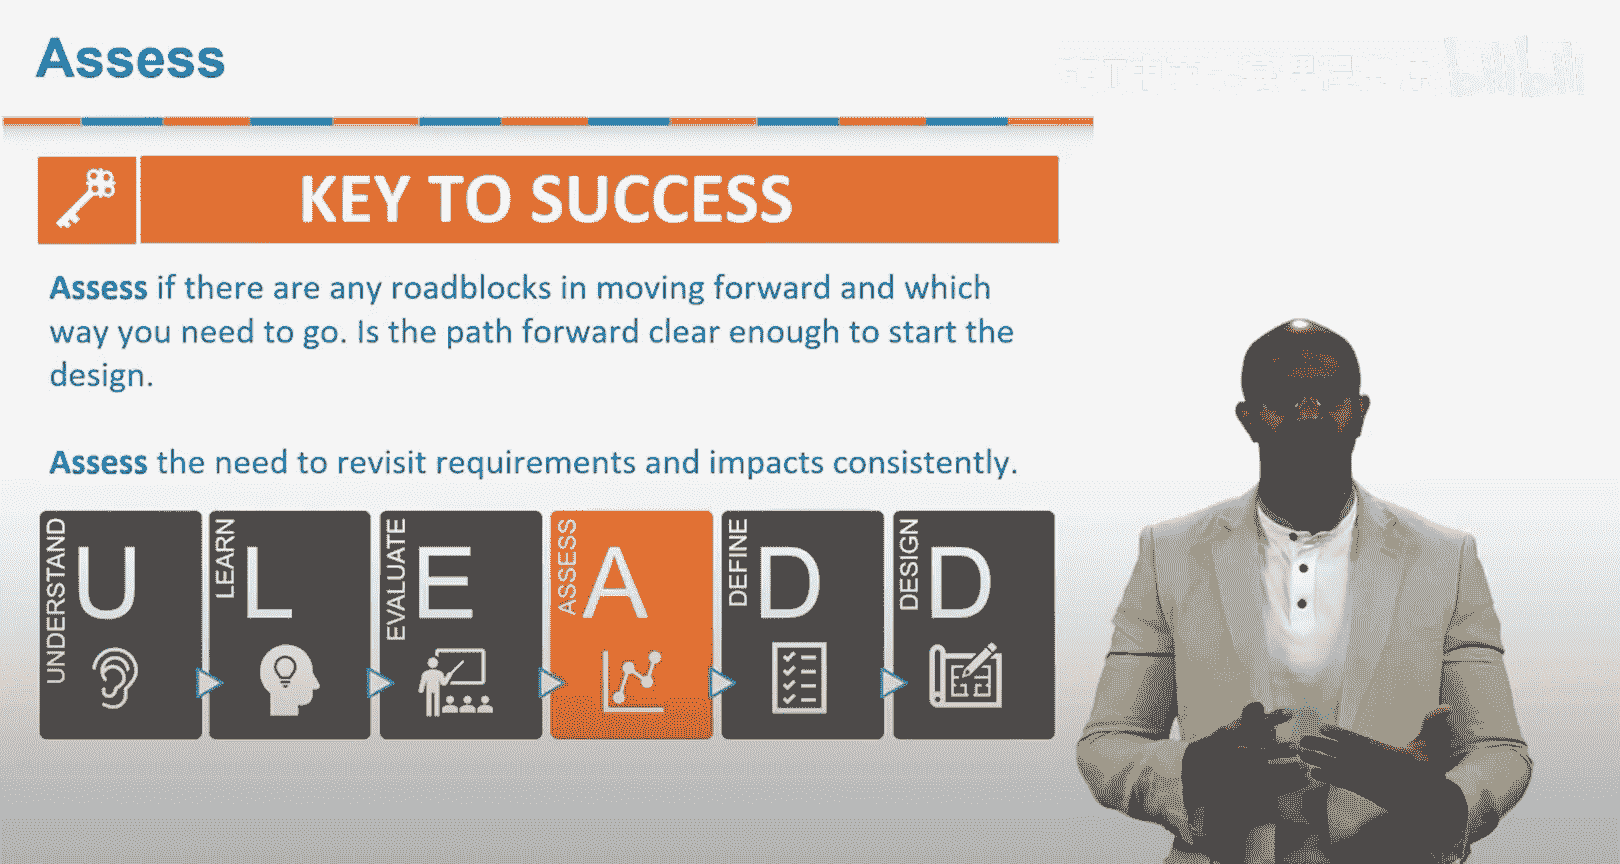 Assess
KEY TO SUCCESS
Assess if there are any roadblocks in moving forward and which
way you need to go. Is the path forward clear enough to start the
design.
Assess the need to revisit requirements and impacts consistently.
UNDERSTAND
U
LEARN
L
EVALUATE
E
ASSESS
A
DEFINE
D
DESIGN
D
bilibili